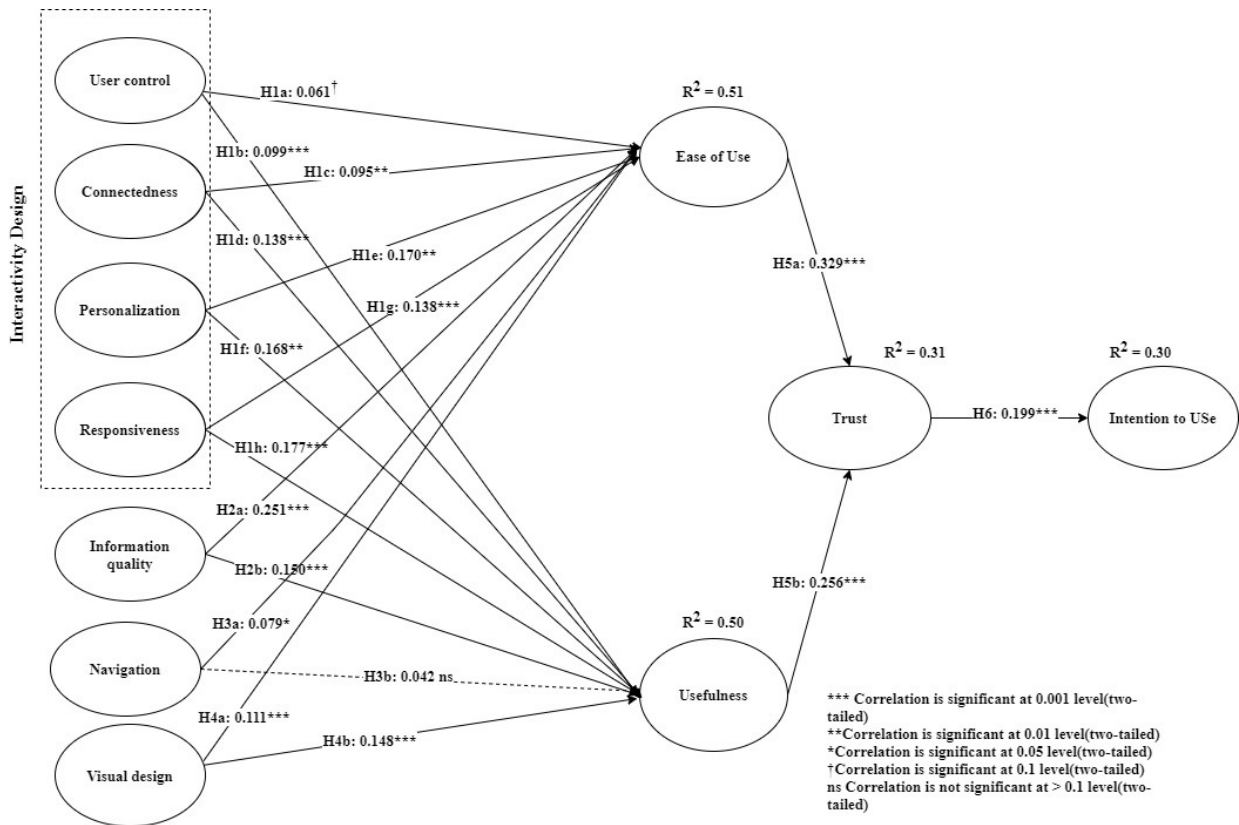 Interactivity Design
User control
Connectedness
Personalization
Responsiveness
Information
quality
Navigation
Visual design
H1a: 0.061†
H1b: 0.099***
H1c: 0.095**
H1d: 0.138***
H1e: 0.170**
H1g: 0.138***
H1f: 0.168**
H1h: 0.177***
H2a: 0.251***
H2b: 0.150***
H3a: 0.079*
H3b: 0.042 ns
H4a: 0.111***
H4b: 0.148***
R² = 0.51
Ease of Use
R² = 0.50
Usefulness
H5a: 0.329***
H5b: 0.256***
R² = 0.31
Trust
H6: 0.199***
R² = 0.30
Intention to USe
*** Correlation is significant at 0.001 level(two-
tailed)
**Correlation is significant at 0.01 level(two-tailed)
*Correlation is significant at 0.05 level(two-tailed)
†Correlation is significant at 0.1 level(two-tailed)
ns Correlation is not significant at > 0.1 level(two-
tailed)